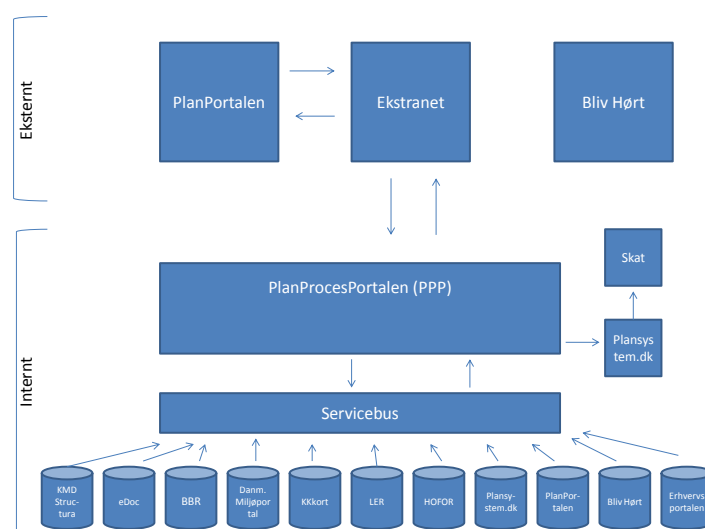 Eksternt
PlanPortalen
Ekstranet
Bliv Hørt
Internt
PlanProcesPortalen (PPP)
Skat
Plansys
tem.dk
Servicebus
KMD
Struc-
tura
eDoc
BBR
Danm.
Miljøpor
tal
KKkort
LER
HOFOR
Plansy-
stem.dk
PlanPor-
talen
Bliv Hørt
Erhvervs
portalen